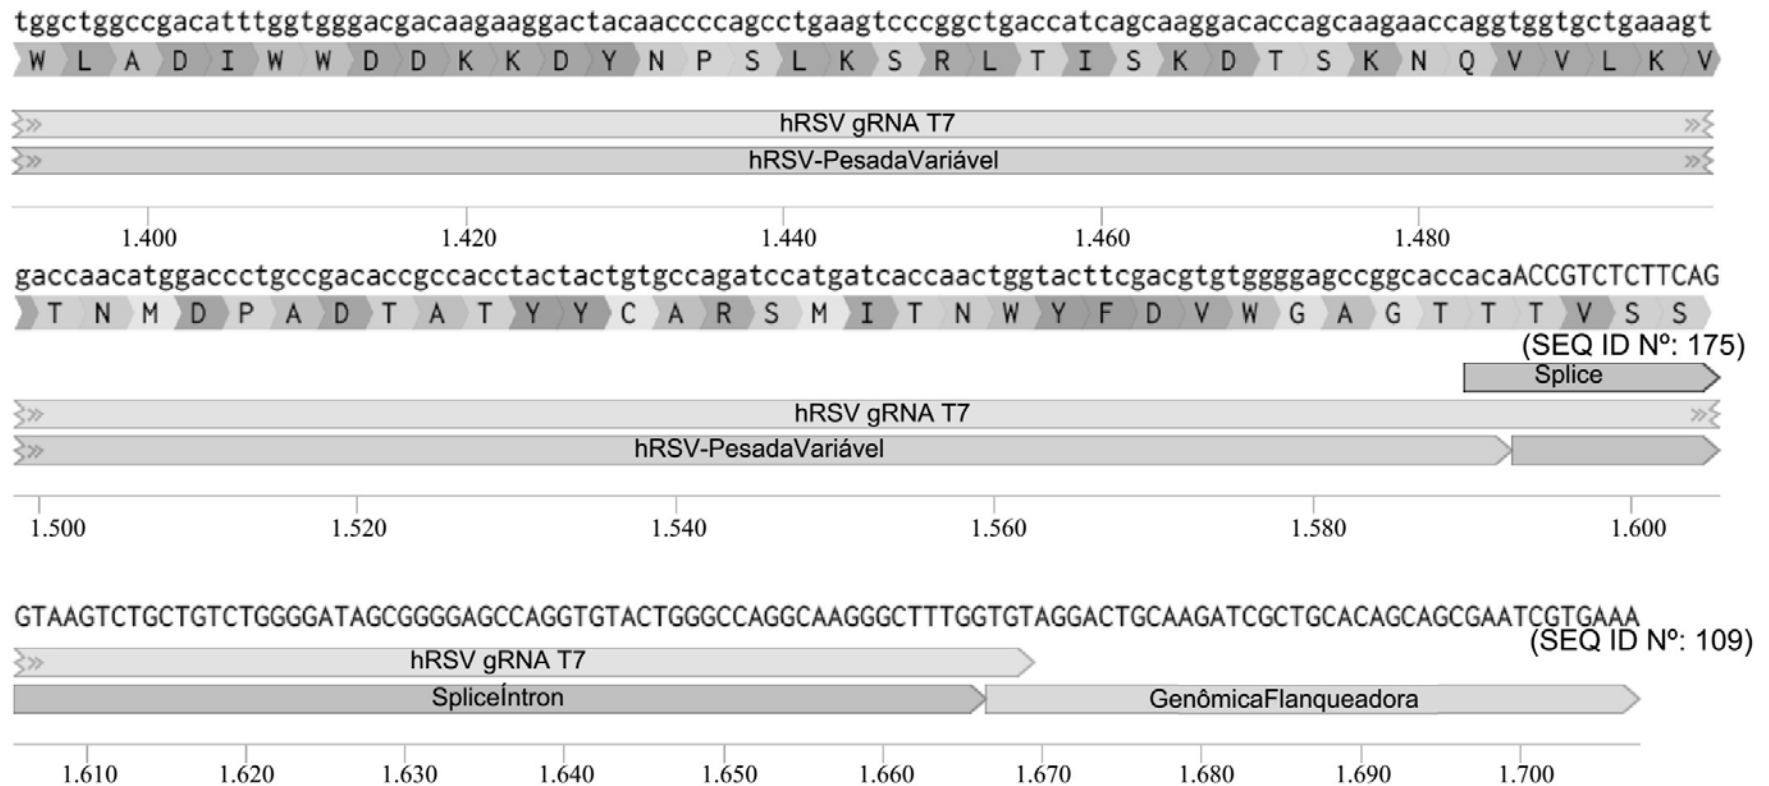 tggctggccgacatttggtgggacgacaagaaggactacaaccccagcctgaagtcccggctgaccatcagcaaggacaccagcaagaaccaggtggtgctgaaagt
W L A D I W W D D K K D Y N P S L K S R L T I S K D T S K N Q V V L K V
hRSV gRNA T7
hRSV-PesadaVariável
1.400 1.420 1.440 1.460 1.480
gaccaacatggaccctgccgacaccgccacctactactgtgccagatccatgatcaccaactggtacttcgacgtgtggggagccggcaccacaACCGTCTCTTCAG
T N M D P A D T A T Y Y C A R S M I T N W Y F D V W G A G T T T V S S
(SEQ ID Nº: 175)
Splice
hRSV gRNA T7
hRSV-PesadaVariável
1.500 1.520 1.540 1.560 1.580 1.600
GTAAGTCTGCTGTCTGGGGATAGCGGGGAGCCAGGTGTACTGGGCCAGGCAAGGGCTTTGGTGTAGGACTGCAAGATCGCTGCACAGCAGCGAATCGTGAAA
(SEQ ID Nº: 109)
hRSV gRNA T7
SpliceÍntron GenômicaFlanqueadora
1.610 1.620 1.630 1.640 1.650 1.660 1.670 1.680 1.690 1.700